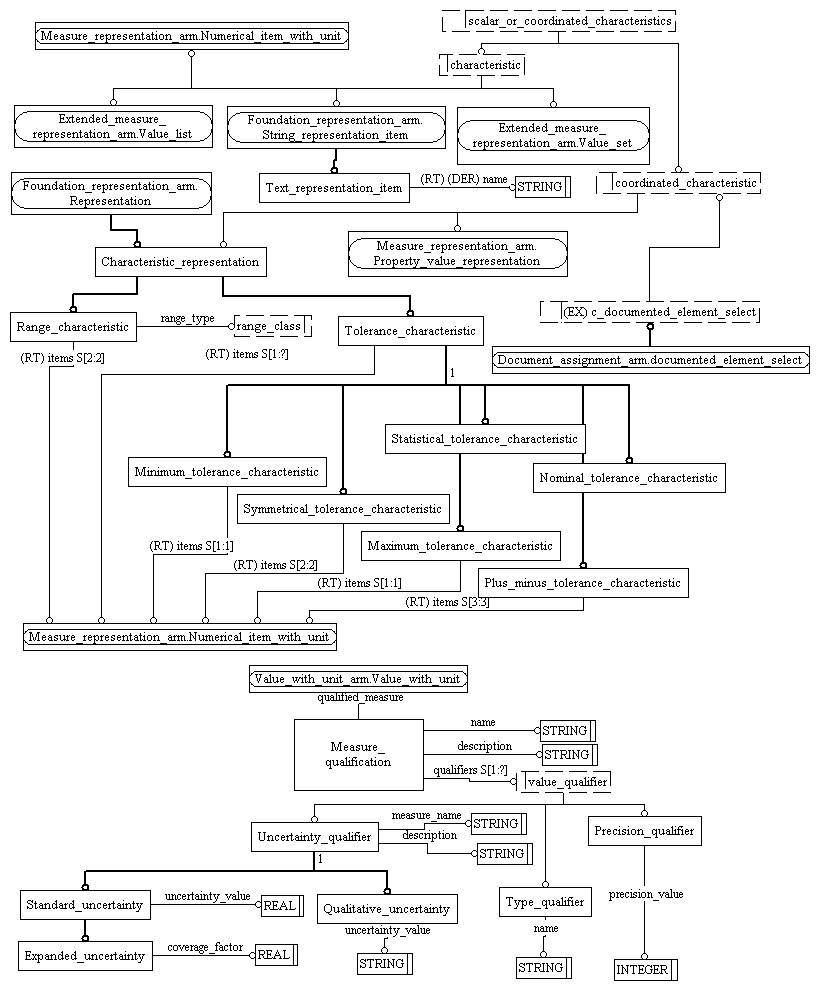 scalar_or_coordinated_characteristics
Measure_representation_arm.Numerical_item_with_unit
characteristic
Extended_measure_
representation_arm.Value_list
Foundation_representation_arm.
String_representation_item
Extended_measure_
representation_arm.Value_set
Foundation_representation_arm.
Representation
Text_representation_item
(RT) (DER) name
STRING
coordinated_characteristic
Measure_representation_arm.
Property_value_representation
Characteristic_representation
(EX) c_documented_element_select
Range_characteristic
range_type
range_class
Tolerance_characteristic
Document_assignment_arm.documented_element_select
(RT) items S[2:2]
(RT) items S[1:?]
1
Statistical_tolerance_characteristic
Minimum_tolerance_characteristic
Nominal_tolerance_characteristic
Symmetrical_tolerance_characteristic
(RT) items S[1:1]
Maximum_tolerance_characteristic
(RT) items S[2:2]
(RT) items S[1:1]
Plus_minus_tolerance_characteristic
(RT) items S[3:3]
Measure_representation_arm.Numerical_item_with_unit
Value_with_unit_arm.Value_with_unit
qualified_measure
Measure_
qualification
name
STRING
description
STRING
qualifiers S[1:?]
value_qualifier
Uncertainty_qualifier
measure_name
STRING
description
STRING
Precision_qualifier
1
Standard_uncertainty
uncertainty_value
REAL
Qualitative_uncertainty
Type_qualifier
precision_value
uncertainty_value
name
Expanded_uncertainty
coverage_factor
REAL
STRING
STRING
INTEGER